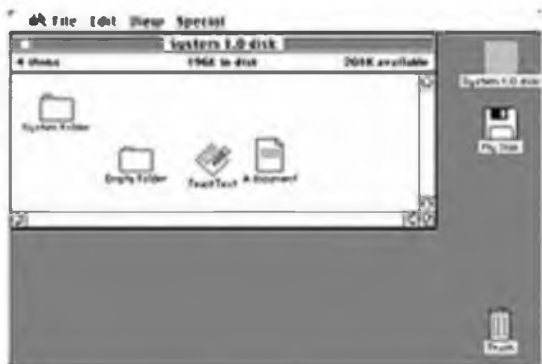 File Edit View Special
System 1.0 disk
4 items 196K in disk 204K available
System 1.0 disk
System Folder
My Disk
Empty Folder TeachText A document
Trash